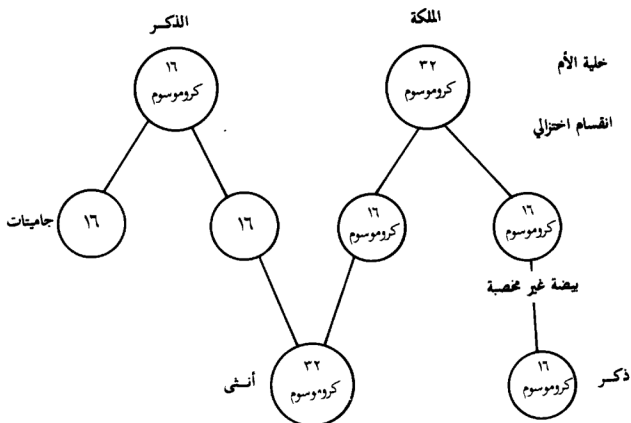 الملكة
الذكر
خلية الأم
٣٢
كروموسوم
١٦
كروموسوم
انقسام اختزالي
١٦
كروموسوم
١٦
كروموسوم
١٦
١٦
جاميتات
بيضة غير مخصبة
ذكر
١٦
كروموسوم
٣٢
كروموسوم
أنثى